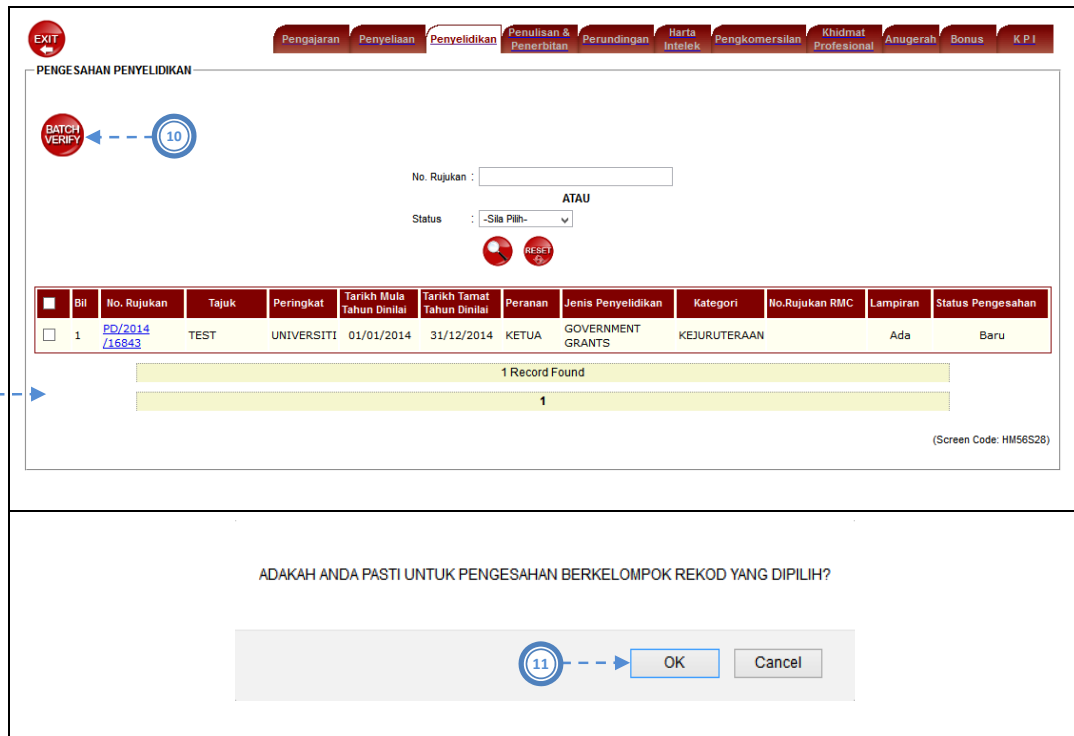 EXIT
Pengajaran Penyeliaan Penyelidikan Penulisan & Penerbitan Perundingan Harta Intelek Pengkomersilan Khidmat Profesional Anugerah Bonus K P I
PENGESAHAN PENYELIDIKAN
BATCH VERIFY
10
No. Rujukan :
ATAU
Status : -Sila Pilih-
RESET
Bil No. Rujukan Tajuk Peringkat Tarikh Mula Tahun Dinilai Tarikh Tamat Tahun Dinilai Peranan Jenis Penyelidikan Kategori No.Rujukan RMC Lampiran Status Pengesahan
1 PD/2014 /16843 TEST UNIVERSITI 01/01/2014 31/12/2014 KETUA GOVERNMENT GRANTS KEJURUTERAAN Ada Baru
1 Record Found
1
(Screen Code: HM56S28)
ADAKAH ANDA PASTI UNTUK PENGESAHAN BERKELOMPOK REKOD YANG DIPILIH?
11
OK Cancel